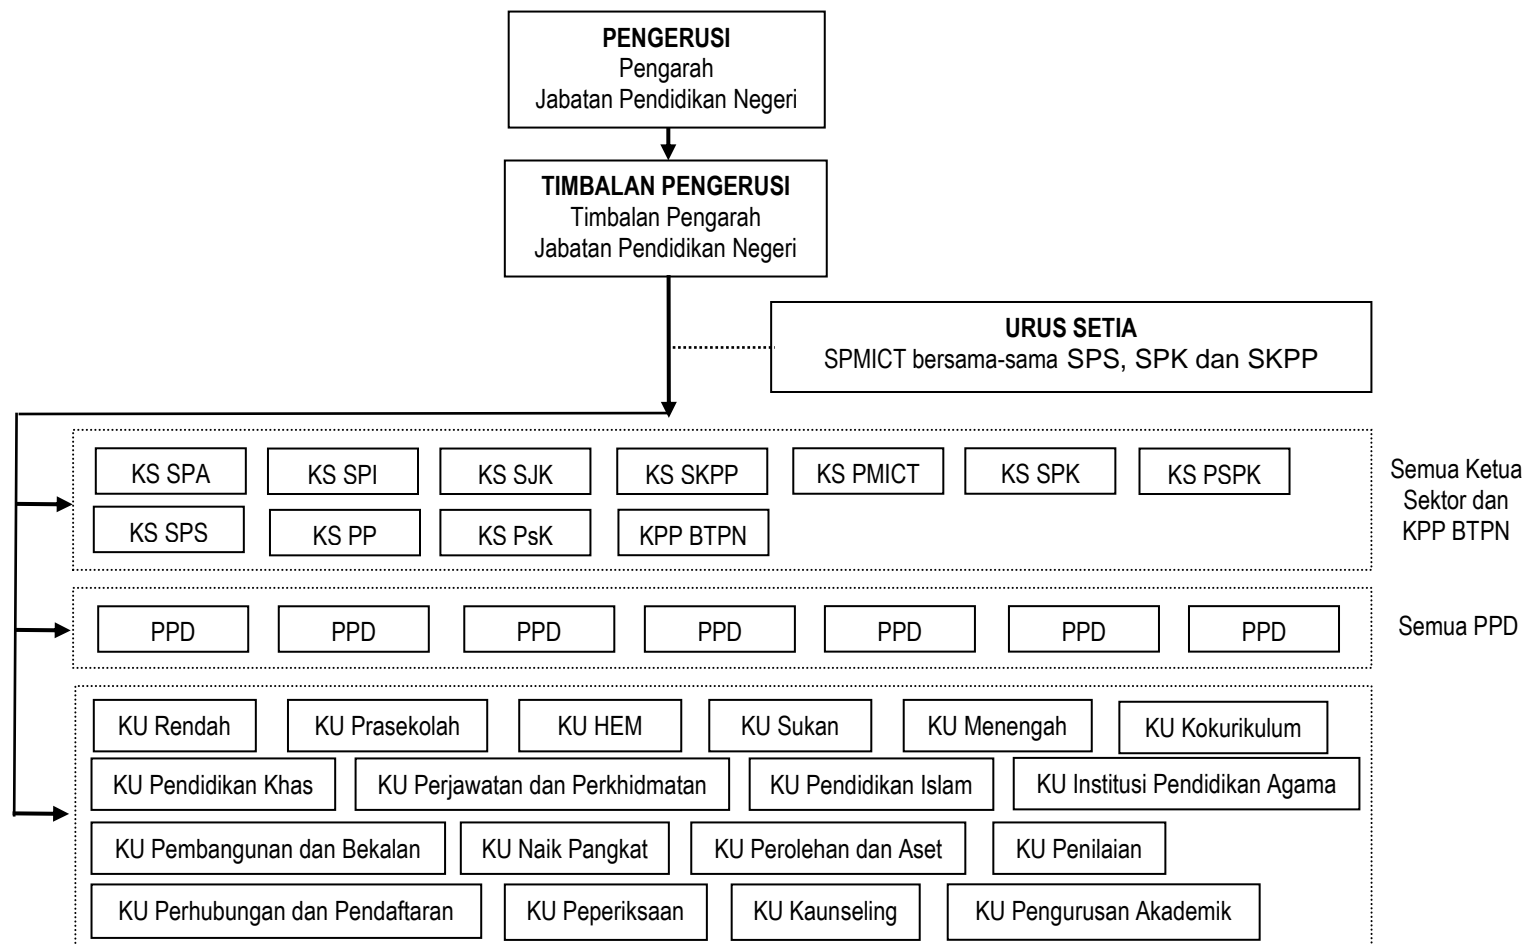 PENGERUSI
Pengarah
Jabatan Pendidikan Negeri
TIMBALAN PENGERUSI
Timbalan Pengarah
Jabatan Pendidikan Negeri
URUS SETIA
SPMICT bersama-sama SPS, SPK dan SKPP
KS SPA
KS SPI
KS SJK
KS SKPP
KS PMICT
KS SPK
KS PSPK
KS SPS
KS PP
KS PsK
KPP BTPN
Semua Ketua
Sektor dan
KPP BTPN
PPD
PPD
PPD
PPD
PPD
PPD
PPD
Semua PPD
KU Rendah
KU Prasekolah
KU HEM
KU Sukan
KU Menengah
KU Kokurikulum
KU Pendidikan Khas
KU Perjawatan dan Perkhidmatan
KU Pendidikan Islam
KU Institusi Pendidikan Agama
KU Pembangunan dan Bekalan
KU Naik Pangkat
KU Perolehan dan Aset
KU Penilaian
KU Perhubungan dan Pendaftaran
KU Peperiksaan
KU Kaunseling
KU Pengurusan Akademik